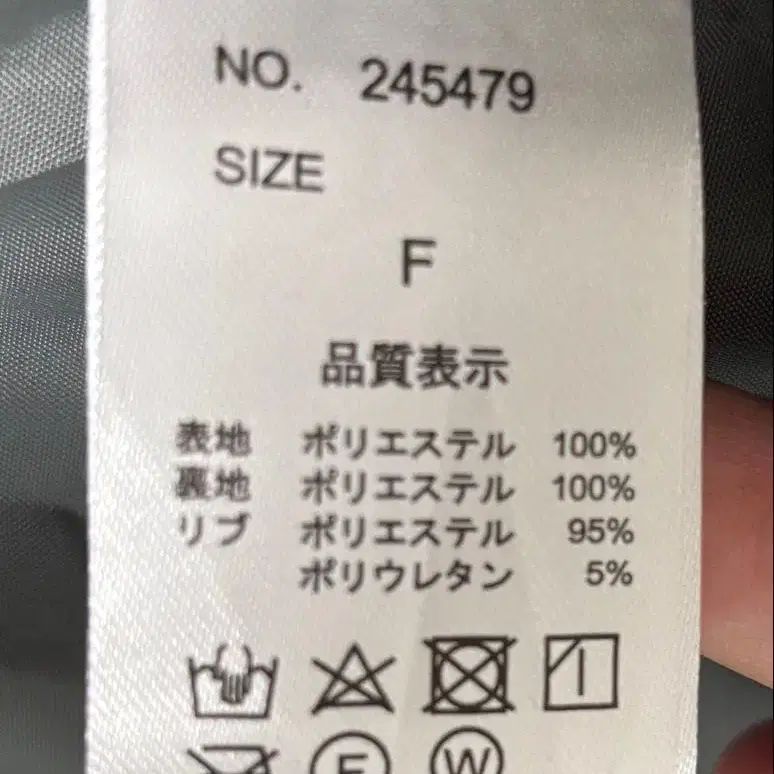 NO. 245479
SIZE
F
品質表示
表地 ポリエステル 100%
裏地 ポリエステル 100%
リブ ポリエステル 95%
ポリウレタン 5%
F W